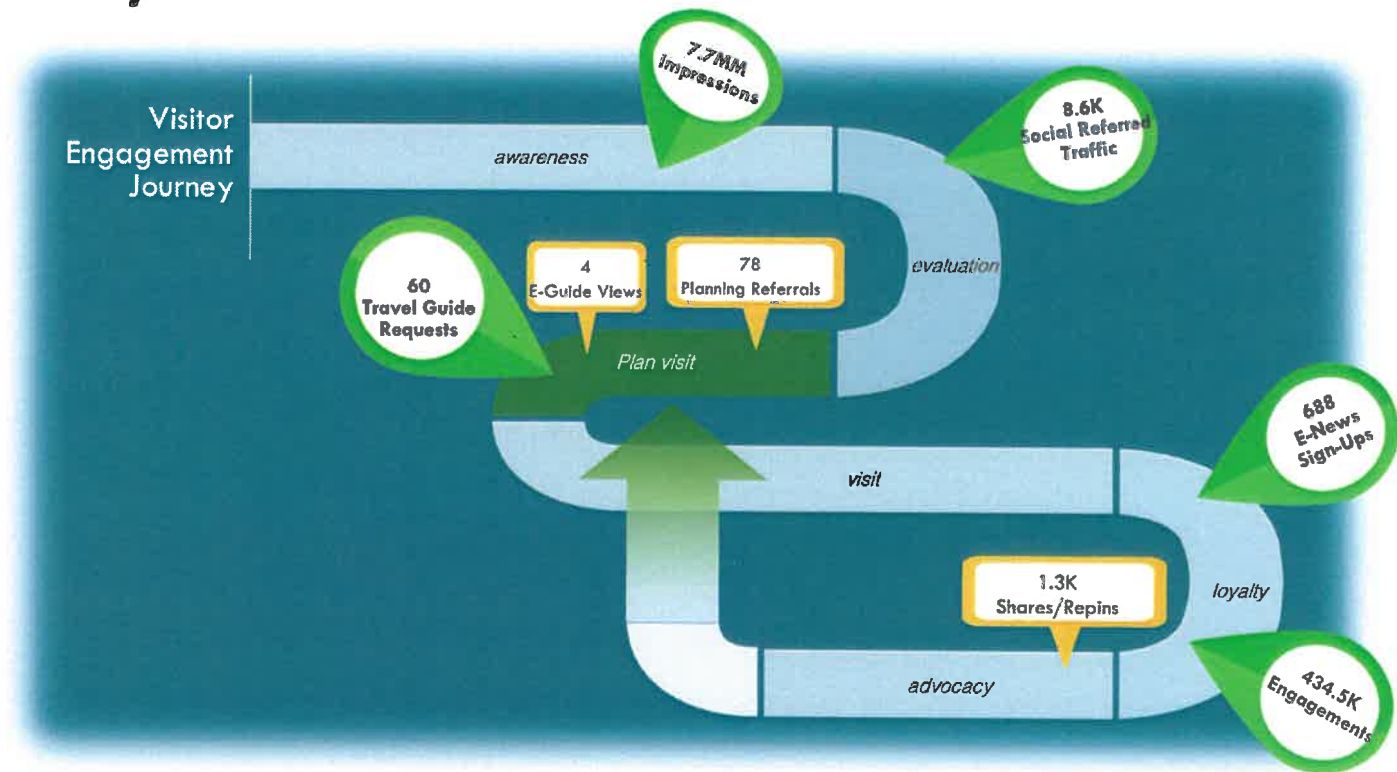 Visitor
Engagement
Journey
7.7MM
Impressions
awareness
8.6K
Social Referred
Traffic
evaluation
60
Travel Guide
Requests
4
E-Guide Views
78
Planning Referrals
Plan visit
visit
688
E-News
Sign-Ups
loyalty
1.3K
Shares/Repins
advocacy
434.5K
Engagements